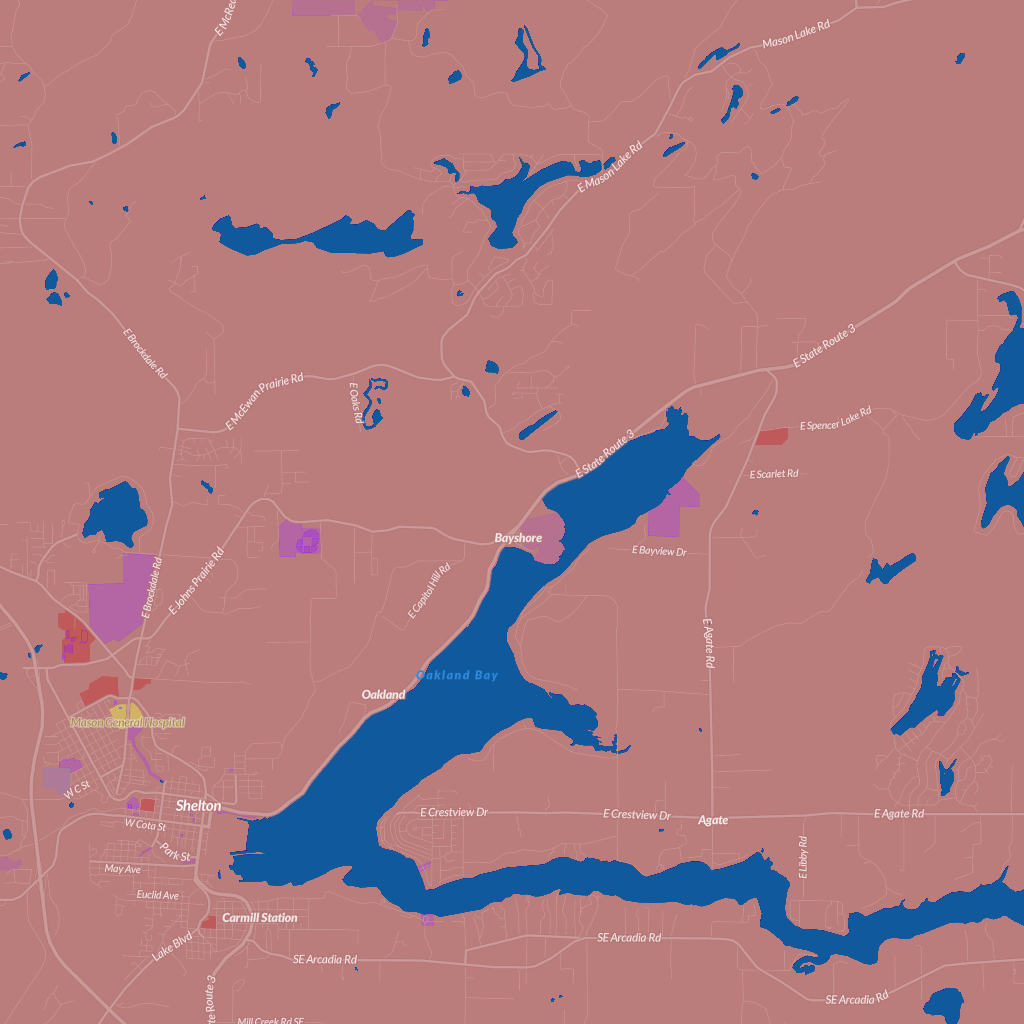 E McRea
Mason Lake Rd
E Mason Lake Rd
E State Route 3
E Brockdale Rd
E McEwan Prairie Rd
E Oaks Rd
E Spencer Lake Rd
E State Route 3
E Scarlet Rd
Bayshore
E Bayview Dr
E Johns Prairie Rd
E Brockdale Rd
E Capitol Hill Rd
E Agate Rd
Oakland Bay
Oakland
Mason General Hospital
W C St
Shelton
E Crestview Dr
E Crestview Dr
Agate
E Agate Rd
W Cota St
Park St
E Libby Rd
May Ave
Euclid Ave
Carmill Station
SE Arcadia Rd
Lake Blvd
SE Arcadia Rd
te Route 3
SE Arcadia Rd
Mill Creek Rd SE